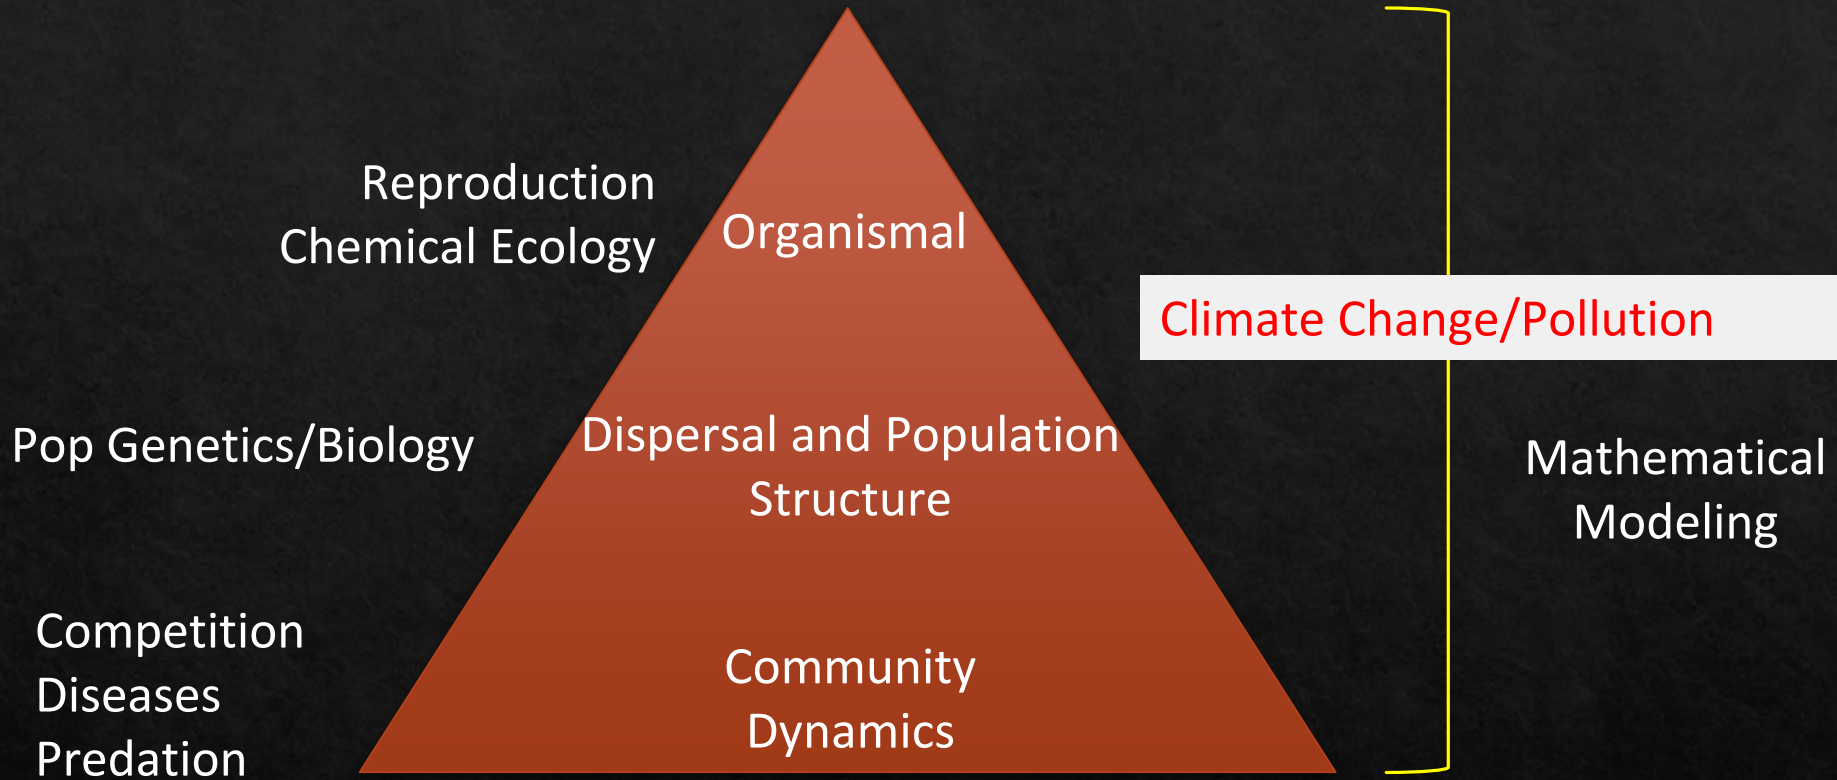 Reproduction
Chemical Ecology
Organismal
Climate Change/Pollution
Pop Genetics/Biology
Dispersal and Population
Structure
Mathematical
Modeling
Competition
Diseases
Predation
Community
Dynamics